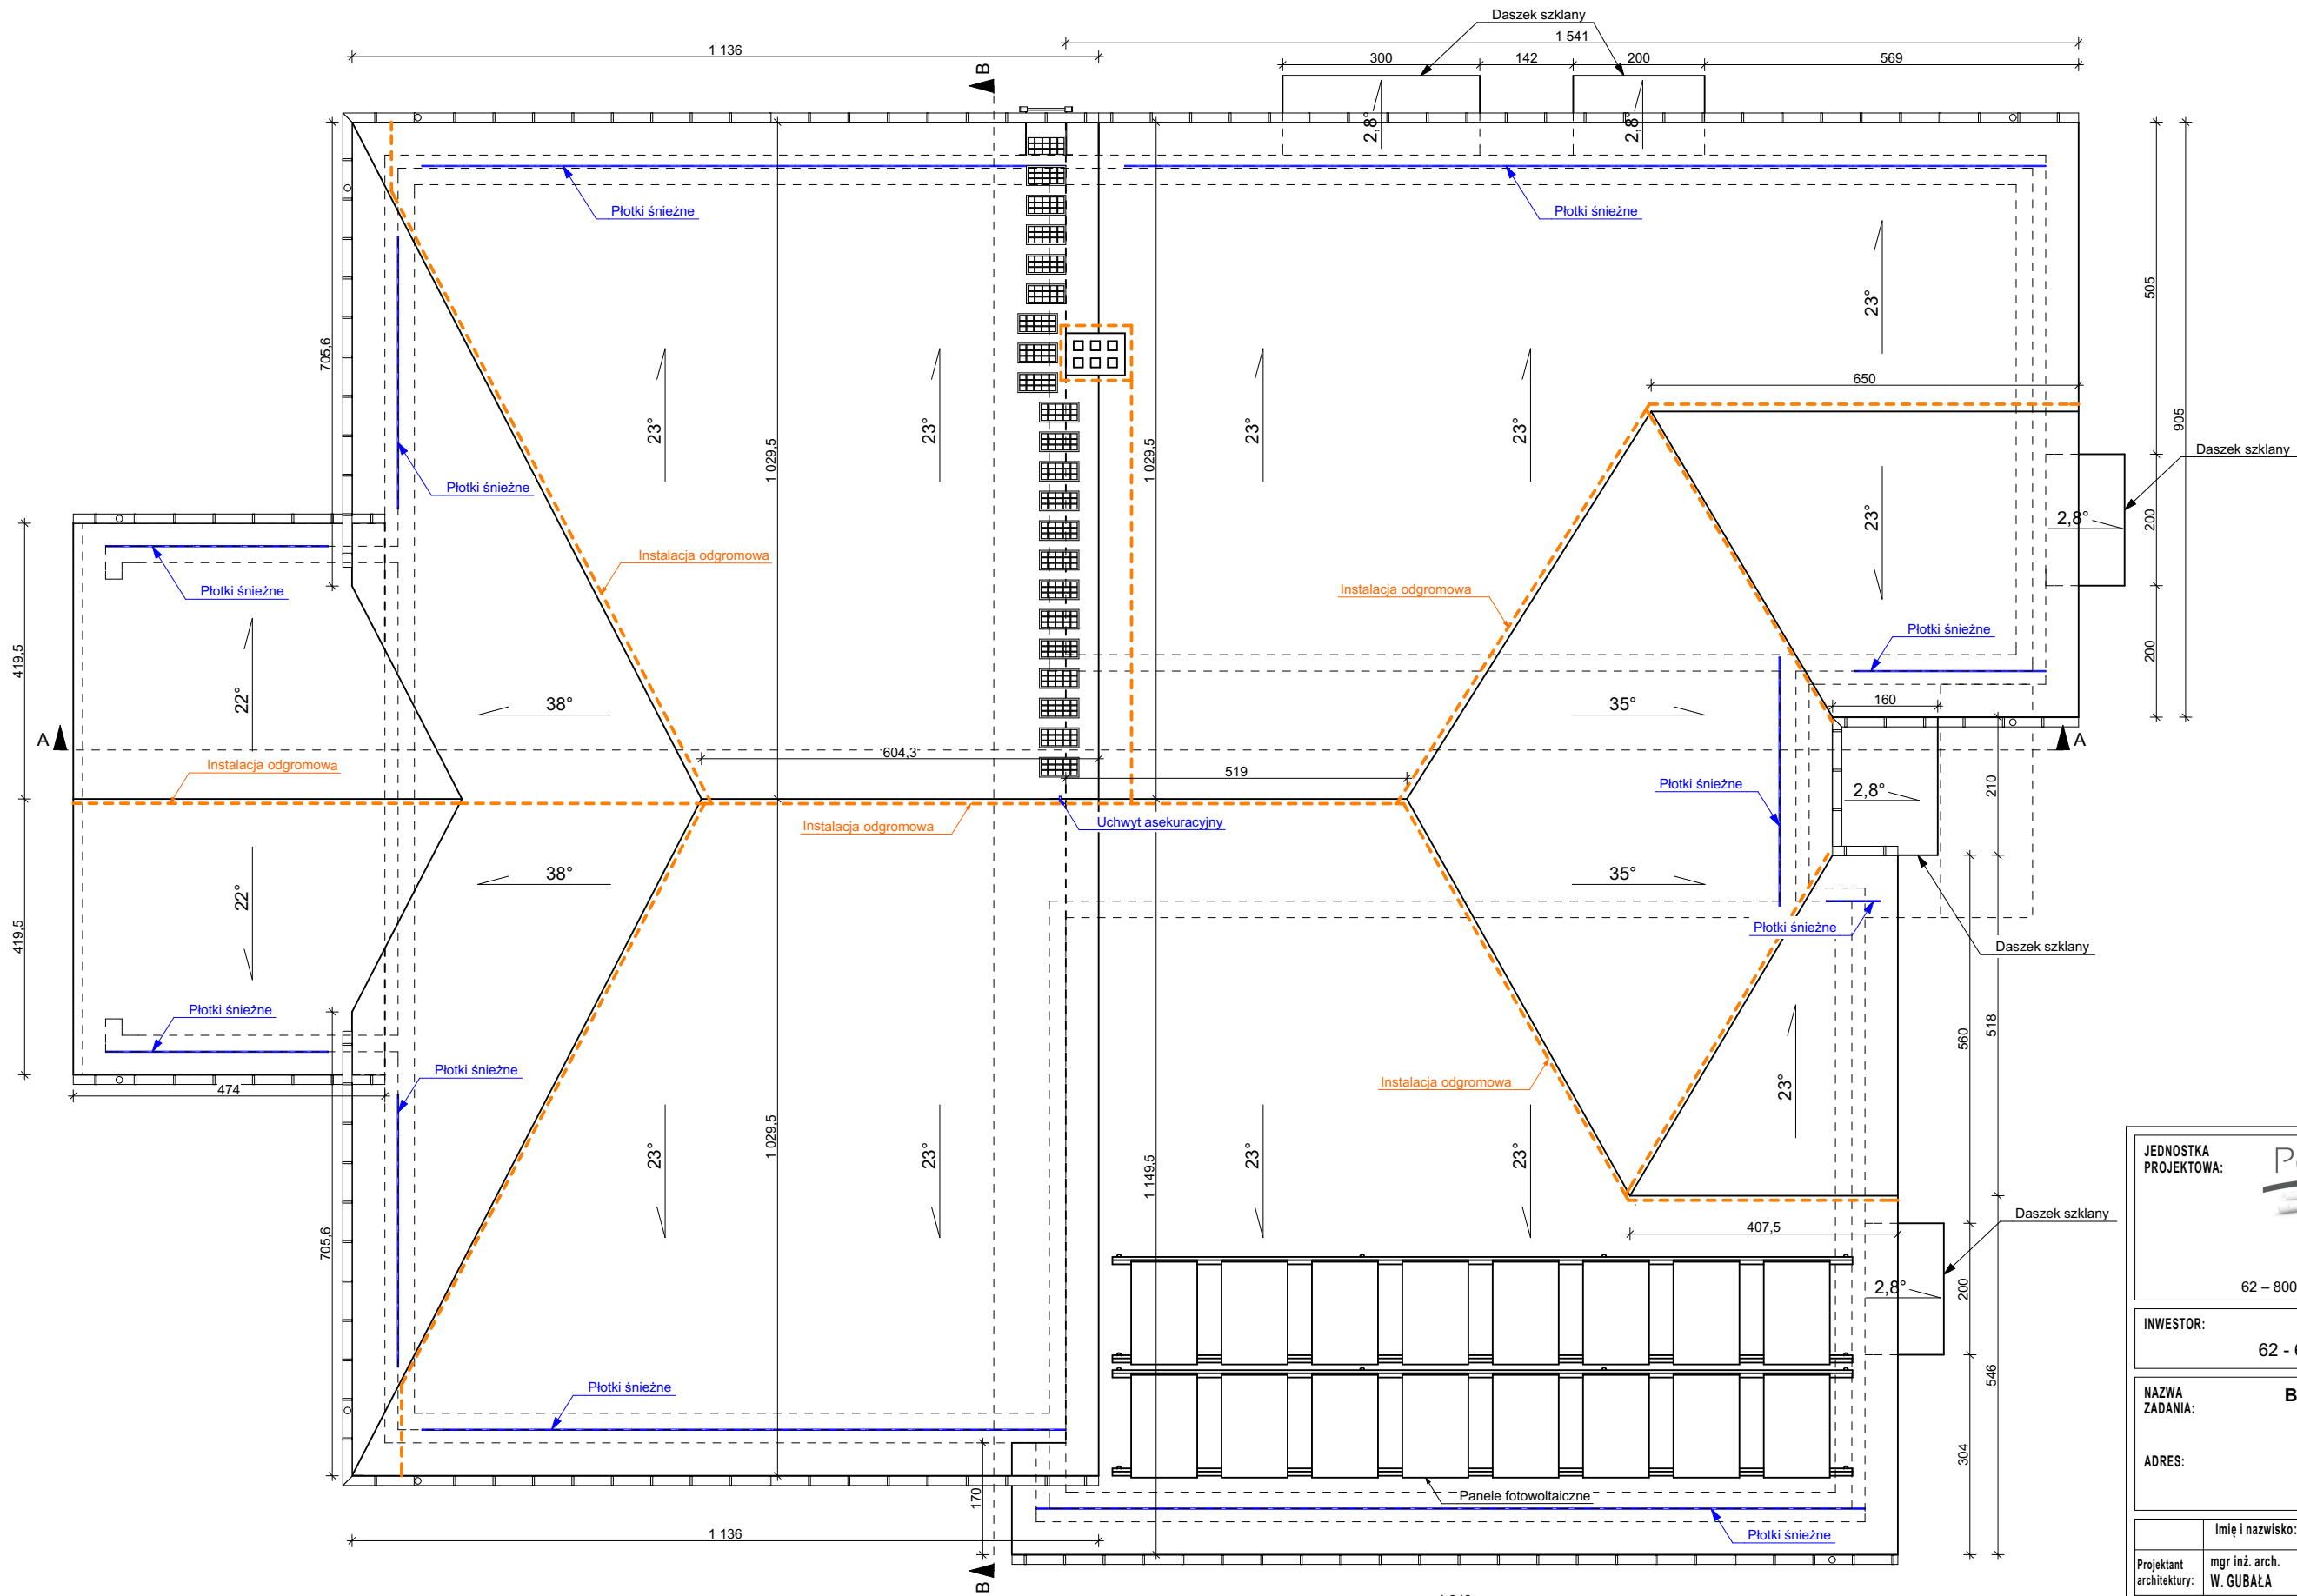 Daszek szklany
1 136
1 541
300
142
200
569
B
2,8°
2,8°
Płotki śnieżne
Płotki śnieżne
505
905
23°
705,6
23°
23°
23°
23°
1 029,5
1 029,5
650
Daszek szklany
Płotki śnieżne
23°
2,8°
200
Instalacja odgromowa
Instalacja odgromowa
Płotki śnieżne
419,5
22°
Płotki śnieżne
200
38°
35°
160
A
A
604,3
519
Instalacja odgromowa
Płotki śnieżne
2,8°
210
Instalacja odgromowa
Uchwyt asekuracyjny
38°
35°
22°
419,5
Płotki śnieżne
Daszek szklany
Płotki śnieżne
560
518
Płotki śnieżne
474
Instalacja odgromowa
23°
1 029,5
23°
23°
1 149,5
23°
23°
705,6
407,5
Daszek szklany
2,8°
200
546
Płotki śnieżne
304
170
Panele fotowoltaiczne
Płotki śnieżne
1 136
B
JEDNOSTKA
PROJEKTOWA:
62 – 800
INWESTOR:
NAZWA
ZADANIA:
B
ADRES:
Imię i nazwisko:
Projektant
architektury:
mgr inż. arch.
W. GUBAŁA